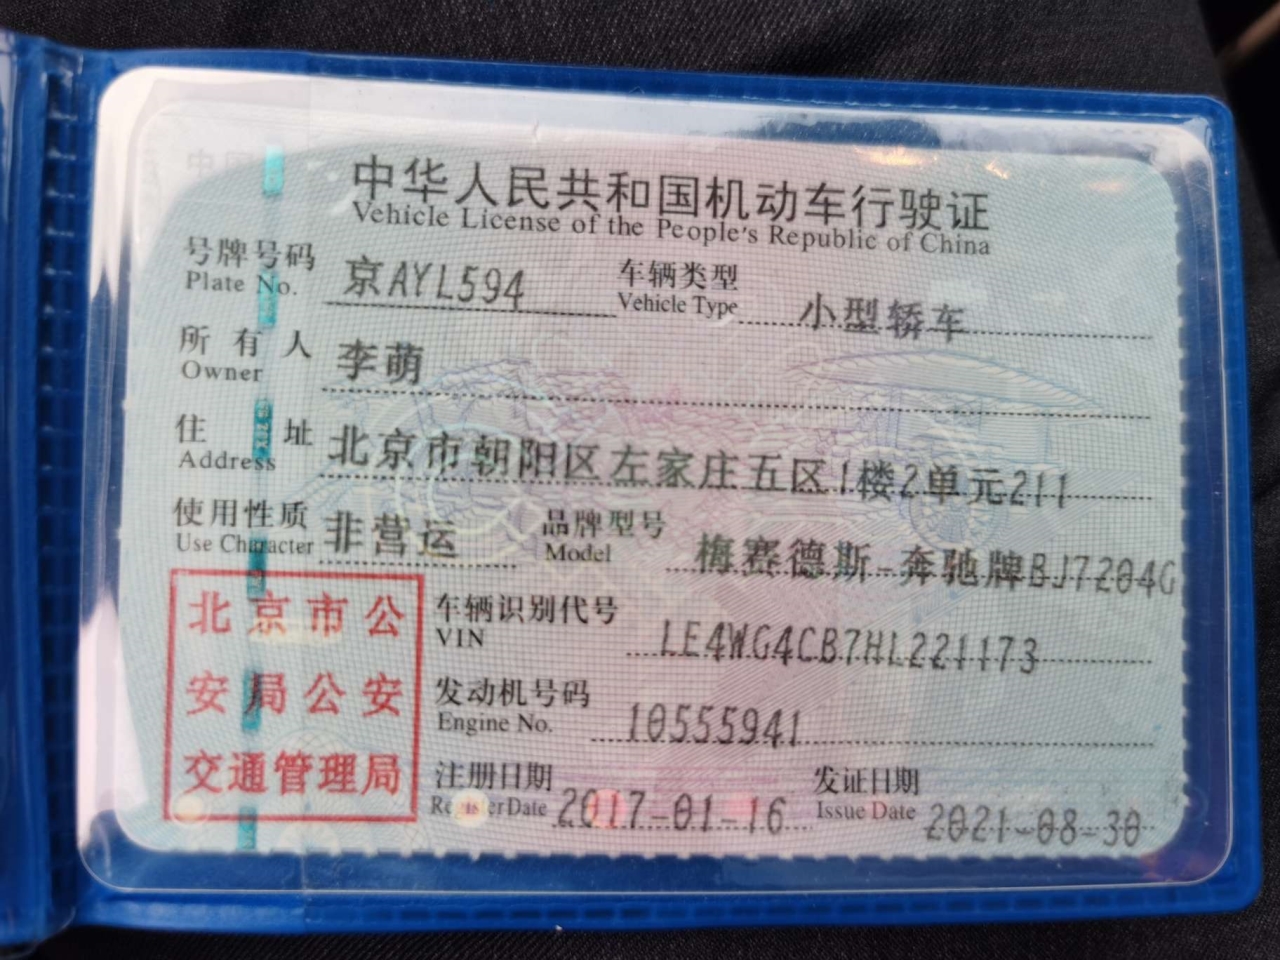 中华人民共和国机动车行驶证
Vehicle License of the People's Republic of China
号牌号码 京AYL594 车辆类型 小型轿车
Plate No. Vehicle Type
所有人 李萌
Owner
住址 北京市朝阳区左家庄五区1楼2单元211
Address
使用性质 非营运 品牌型号 梅赛德斯-奔驰牌BJ7204G
Use Character Model
北京市公
安局公安
交通管理局
车辆识别代号 LE4WG4CB7HL221173
VIN
发动机号码 10555941
Engine No.
注册日期 2017-01-16 发证日期 2021-08-30
Register Date Issue Date